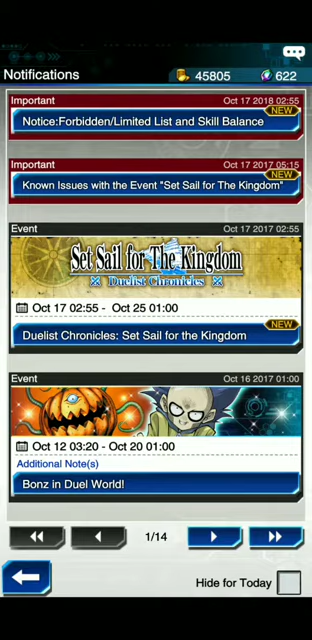 Notifications
45805
622
Important
Oct 17 2018 02:55
NEW
Notice:Forbidden/Limited List and Skill Balance
Important
Oct 17 2017 05:15
NEW
Known Issues with the Event "Set Sail for The Kingdom"
Event
Oct 17 2017 02:55
Set Sail for The Kingdom
Duelist Chronicles
Oct 17 02:55 - Oct 25 01:00
NEW
Duelist Chronicles: Set Sail for the Kingdom
Event
Oct 16 2017 01:00
Oct 12 03:20 - Oct 20 01:00
Additional Note(s)
Bonz in Duel World!
1/14
Hide for Today